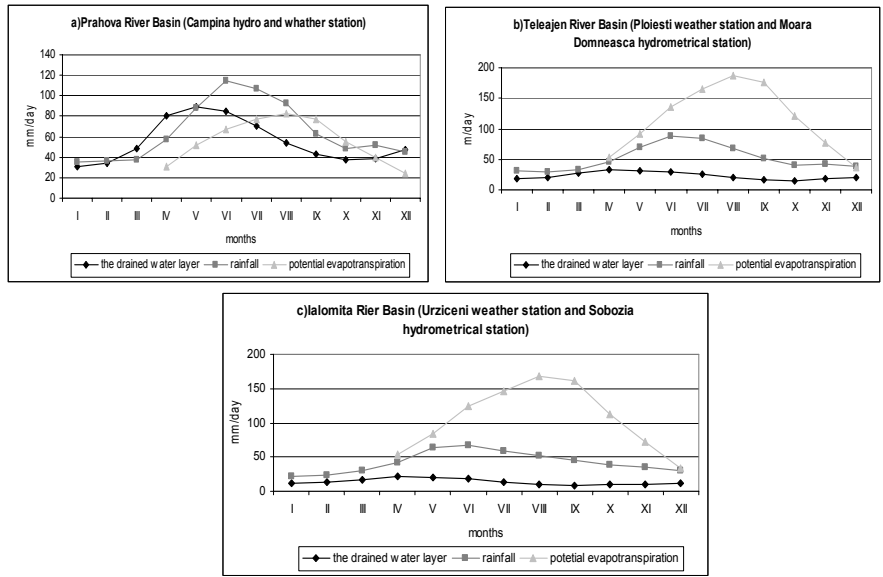 a)Prahova River Basin (Campina hydro and whather station)
140
120
100
80
60
40
20
0
mm/day
I II III IV V VI VII VIII IX X XI XII
months
the drained water layer rainfall potential evapotranspiration
b)Teleajen River Basin (Ploiesti weather station and Moara
Domneasca hydrometrical station)
200
150
100
50
0
m/day
I II III IV V VI VII VIII IX X XI XII
months
the drained water layer rainfall potential evapotranspiration
c)Ialomita Rier Basin (Urziceni weather station and Sobozia
hydrometrical station)
200
150
100
50
0
mm/day
I II III IV V VI VII VIII IX X XI XII
months
the drained water layer rainfall potetial evapotranspiration